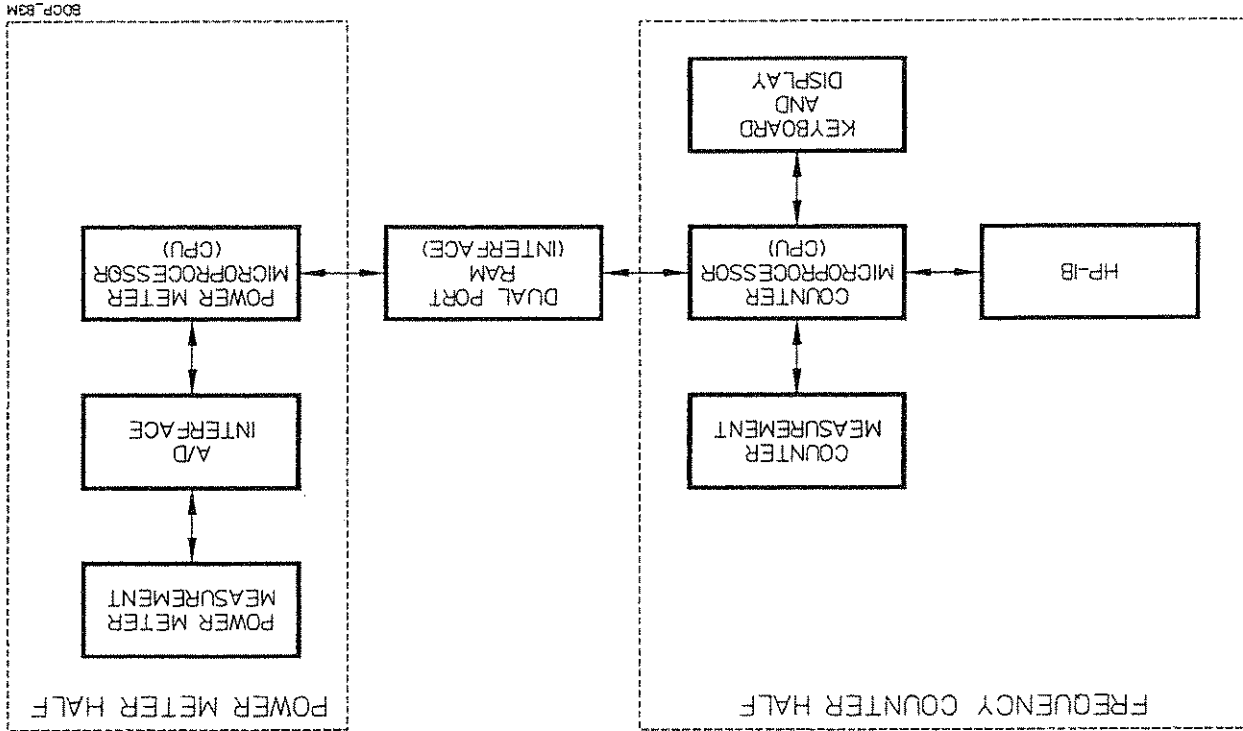 FREQUENCY COUNTER HALF
POWER METER HALF
POWER METER
MEASUREMENT
COUNTER
MEASUREMENT
A/D
INTERFACE
HP-IB
COUNTER
MICROPROCESSOR
(CPU)
DUAL PORT
RAM
(INTERFACE)
POWER METER
MICROPROCESSOR
(CPU)
KEYBOARD
AND
DISPLAY
BDCP_B3M